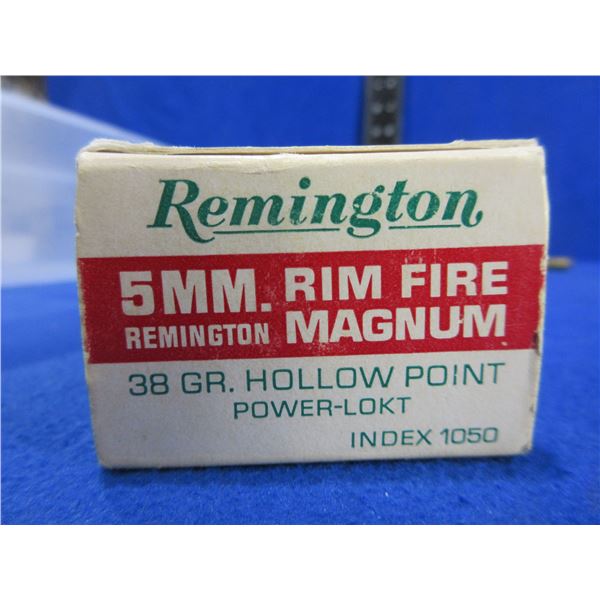 Remington
5MM. RIM FIRE
REMINGTON MAGNUM
38 GR. HOLLOW POINT
POWER-LOKT
INDEX 1050